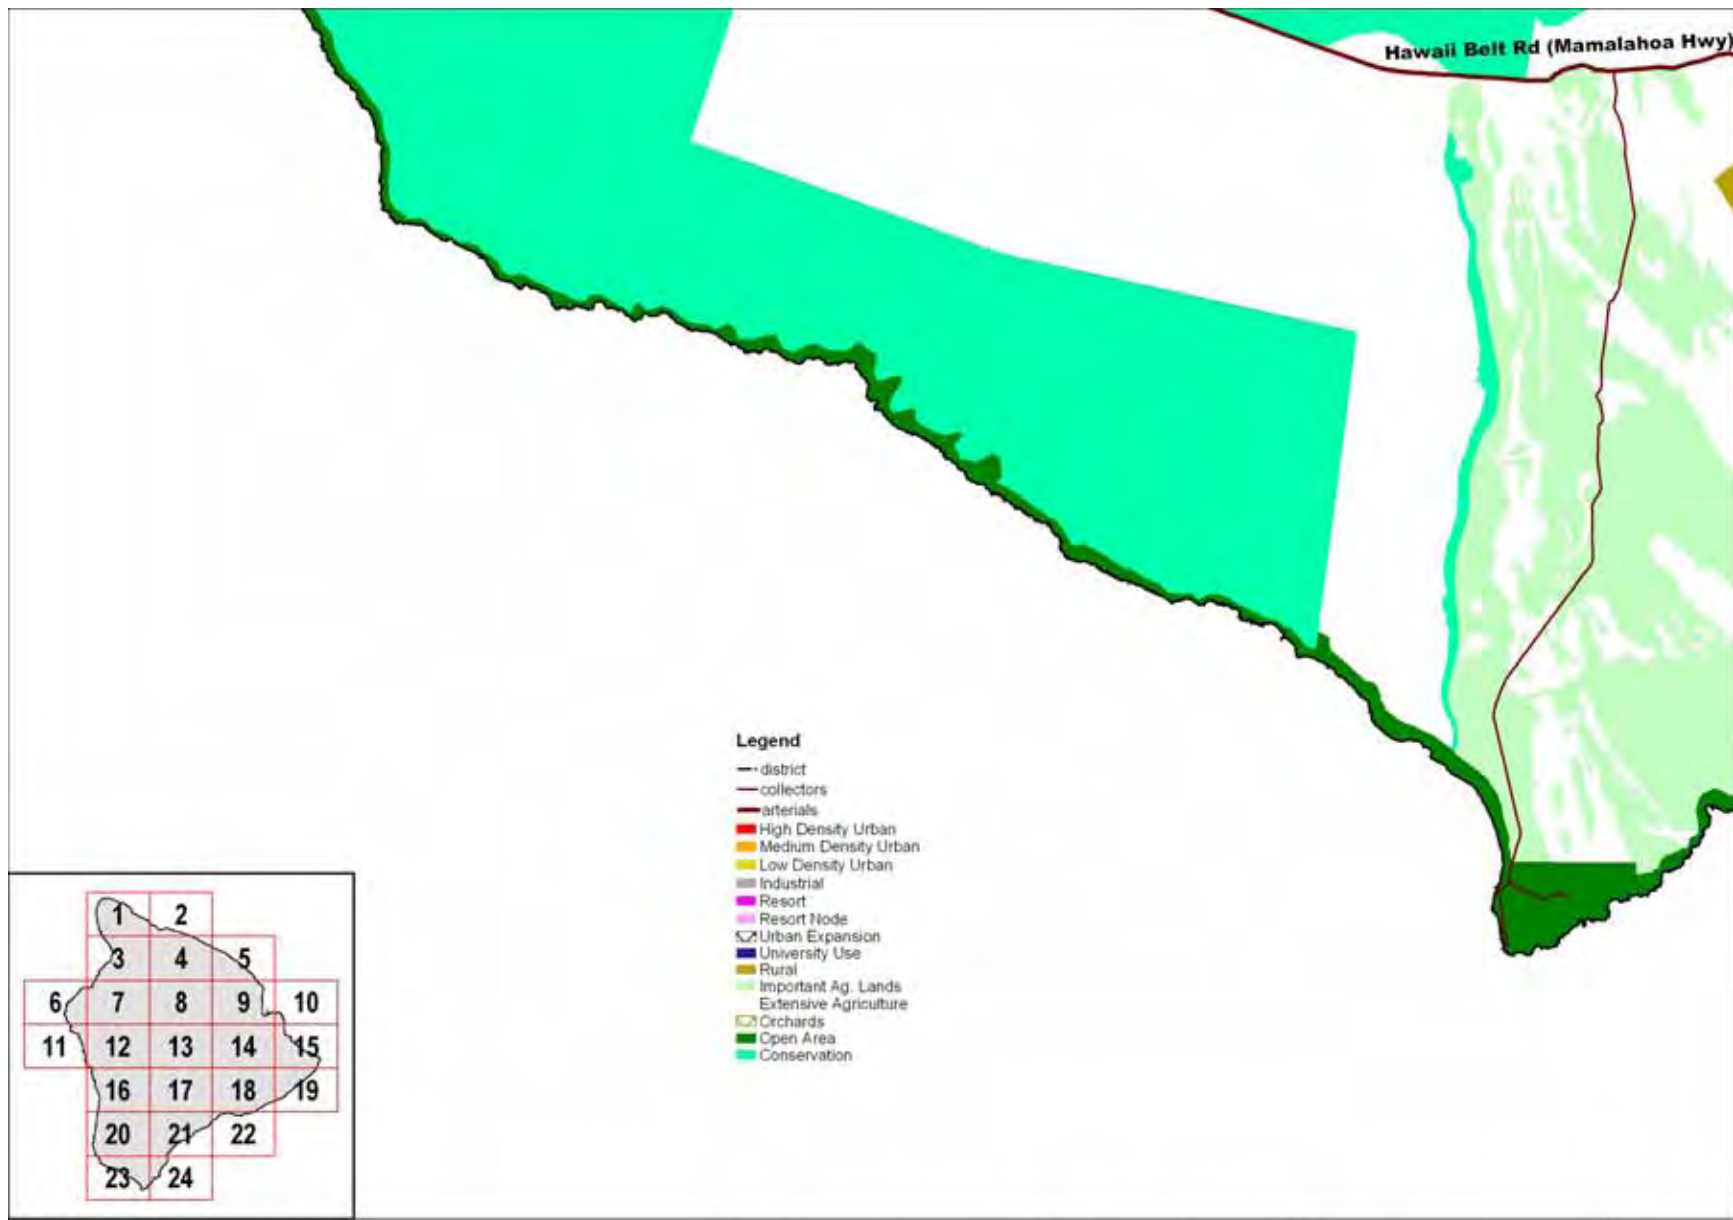 Hawaii Belt Rd (Mamalahoa Hwy)
Legend
district
collectors
arterials
High Density Urban
Medium Density Urban
Low Density Urban
Industrial
Resort
Resort Node
Urban Expansion
University Use
Rural
Important Ag. Lands
Extensive Agriculture
Orchards
Open Area
Conservation
1 2
3 4 5
6 7 8 9 10
11 12 13 14 15
16 17 18 19
20 21 22
23 24